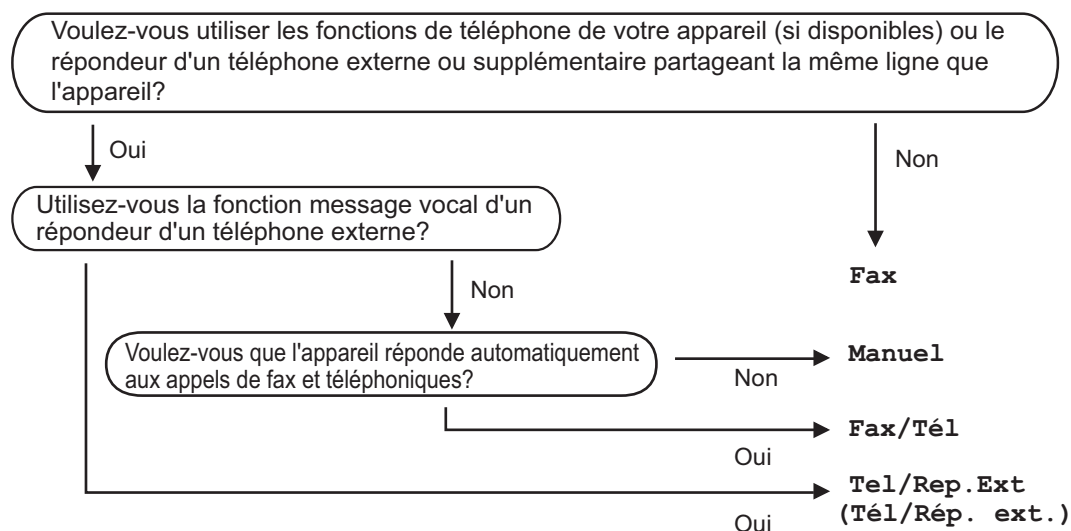 Voulez-vous utiliser les fonctions de téléphone de votre appareil (si disponibles) ou le
répondeur d'un téléphone externe ou supplémentaire partageant la même ligne que
l'appareil?
Oui
Non
Utilisez-vous la fonction message vocal d'un
répondeur d'un téléphone externe?
Fax
Non
Voulez-vous que l'appareil réponde automatiquement
aux appels de fax et téléphoniques?
Manuel
Non
Fax/Tél
Oui
Tel/Rep.Ext
(Tél/Rép. ext.)
Oui